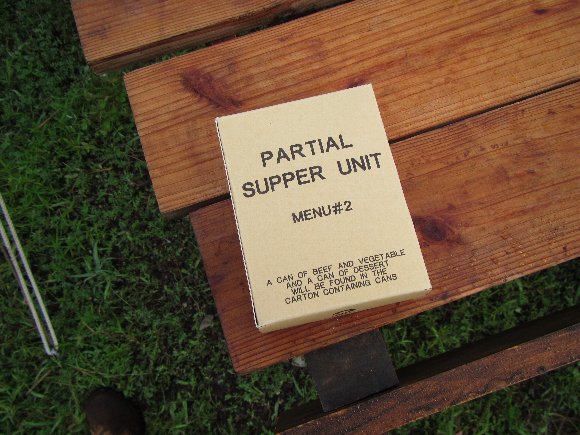 PARTIAL
SUPPER UNIT
MENU#2
A CAN OF BEEF AND VEGETABLE
AND A CAN OF DESSERT
WILL BE FOUND IN THE
CARTON CONTAINING CANS